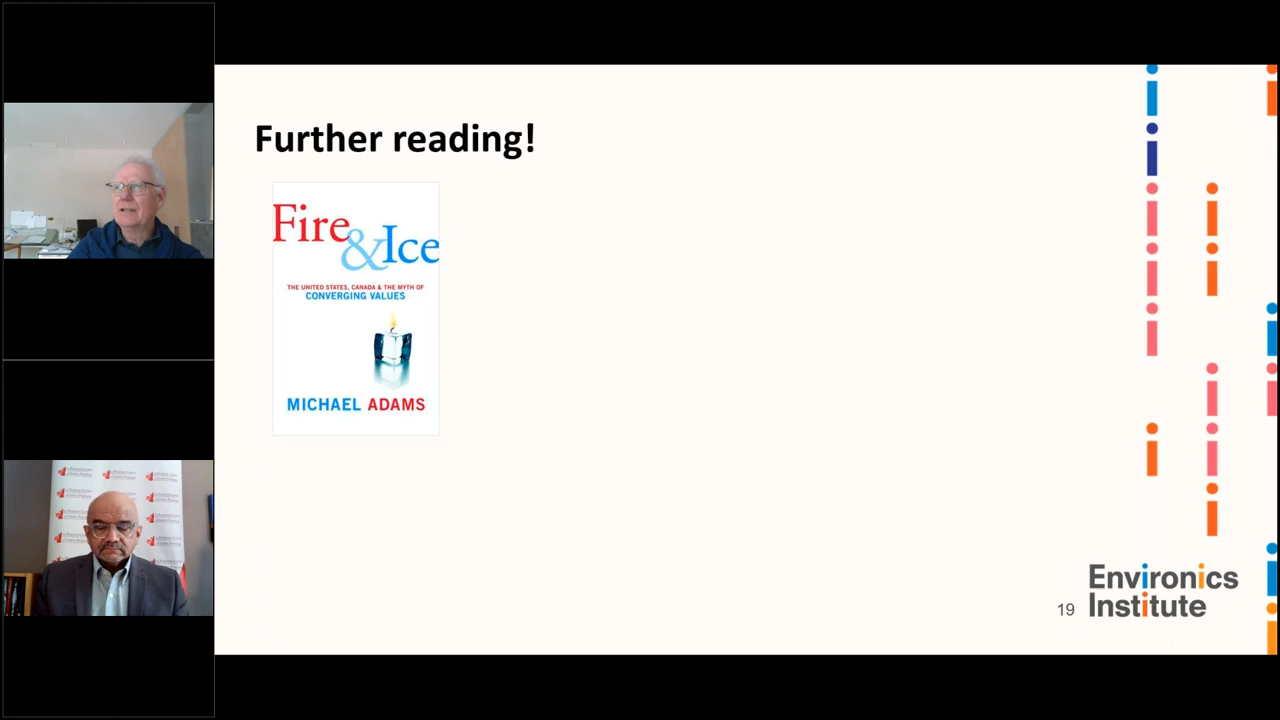 Further reading!
Fire
&Ice
THE UNITED STATES, CANADA & THE MYTH OF
CONVERGING VALUES
MICHAEL ADAMS
19
Environics
Institute